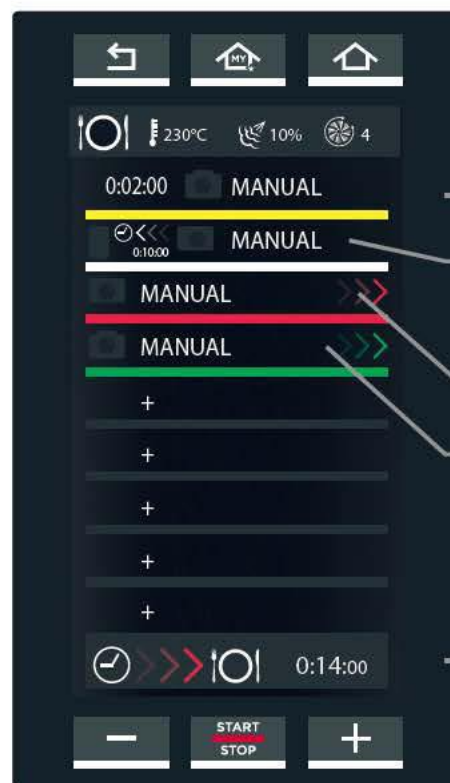 MY
230°C 10% 4
0:02:00 MANUAL
0:10:00 MANUAL
MANUAL
MANUAL
+
+
+
+
+
0:14:00
START
STOP